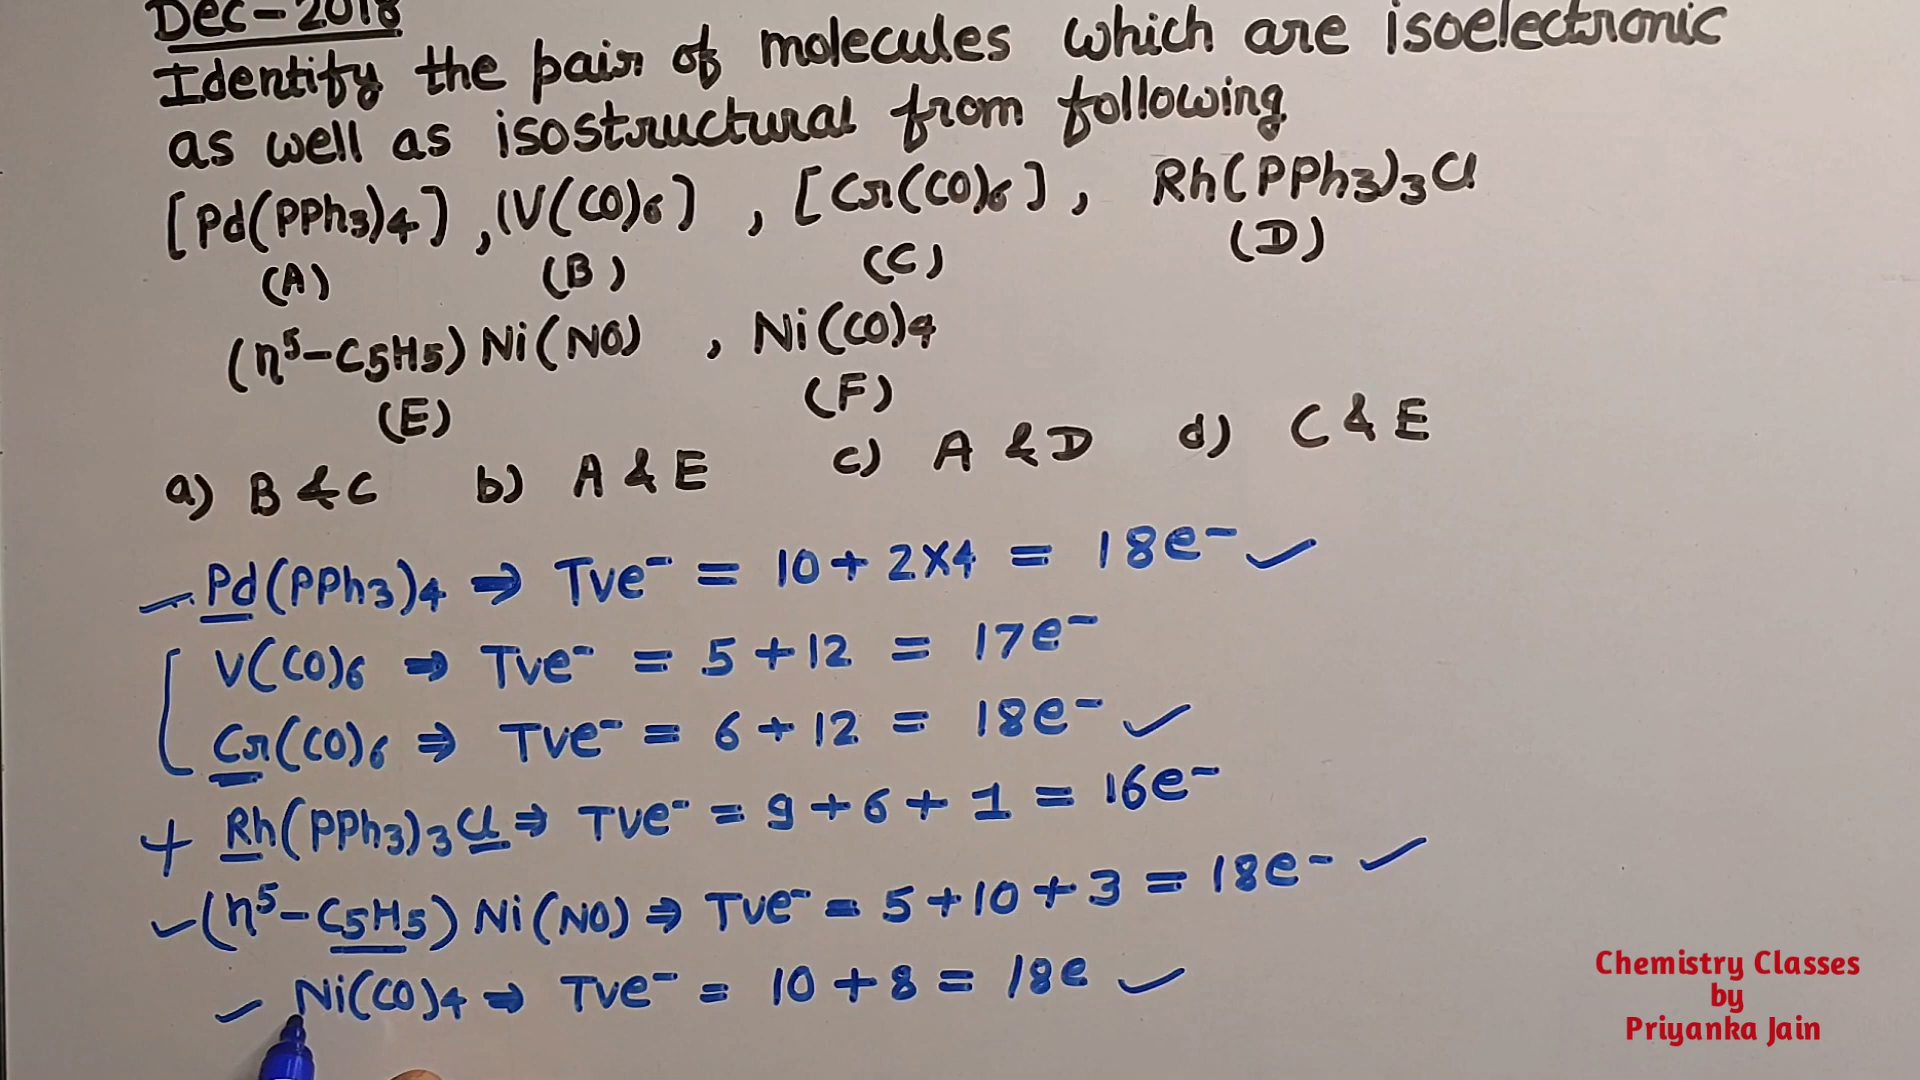 Dec-2018
Identify the pair of molecules which are isoelectronic
as well as isostructural from following
[Pd(PPh3)4], [V(CO)6], [Cr(CO)6], Rh(PPh3)3Cl
(A) (B) (C) (D)
(η5-C5H5) Ni(NO), Ni(CO)4
(E) (F)
a) B & C b) A & E c) A & D d) C & E
Pd(PPh3)4 ⇒ Tve- = 10 + 2x4 = 18e- ✓
V(CO)6 ⇒ Tve- = 5 + 12 = 17e-
Cr(CO)6 ⇒ Tve- = 6 + 12 = 18e- ✓
+ Rh(PPh3)3Cl ⇒ Tve- = 9 + 6 + 1 = 16e-
✓ (η5-C5H5) Ni(NO) ⇒ Tve- = 5 + 10 + 3 = 18e- ✓
✓ Ni(CO)4 ⇒ Tve- = 10 + 8 = 18e ✓
Chemistry Classes
by
Priyanka Jain